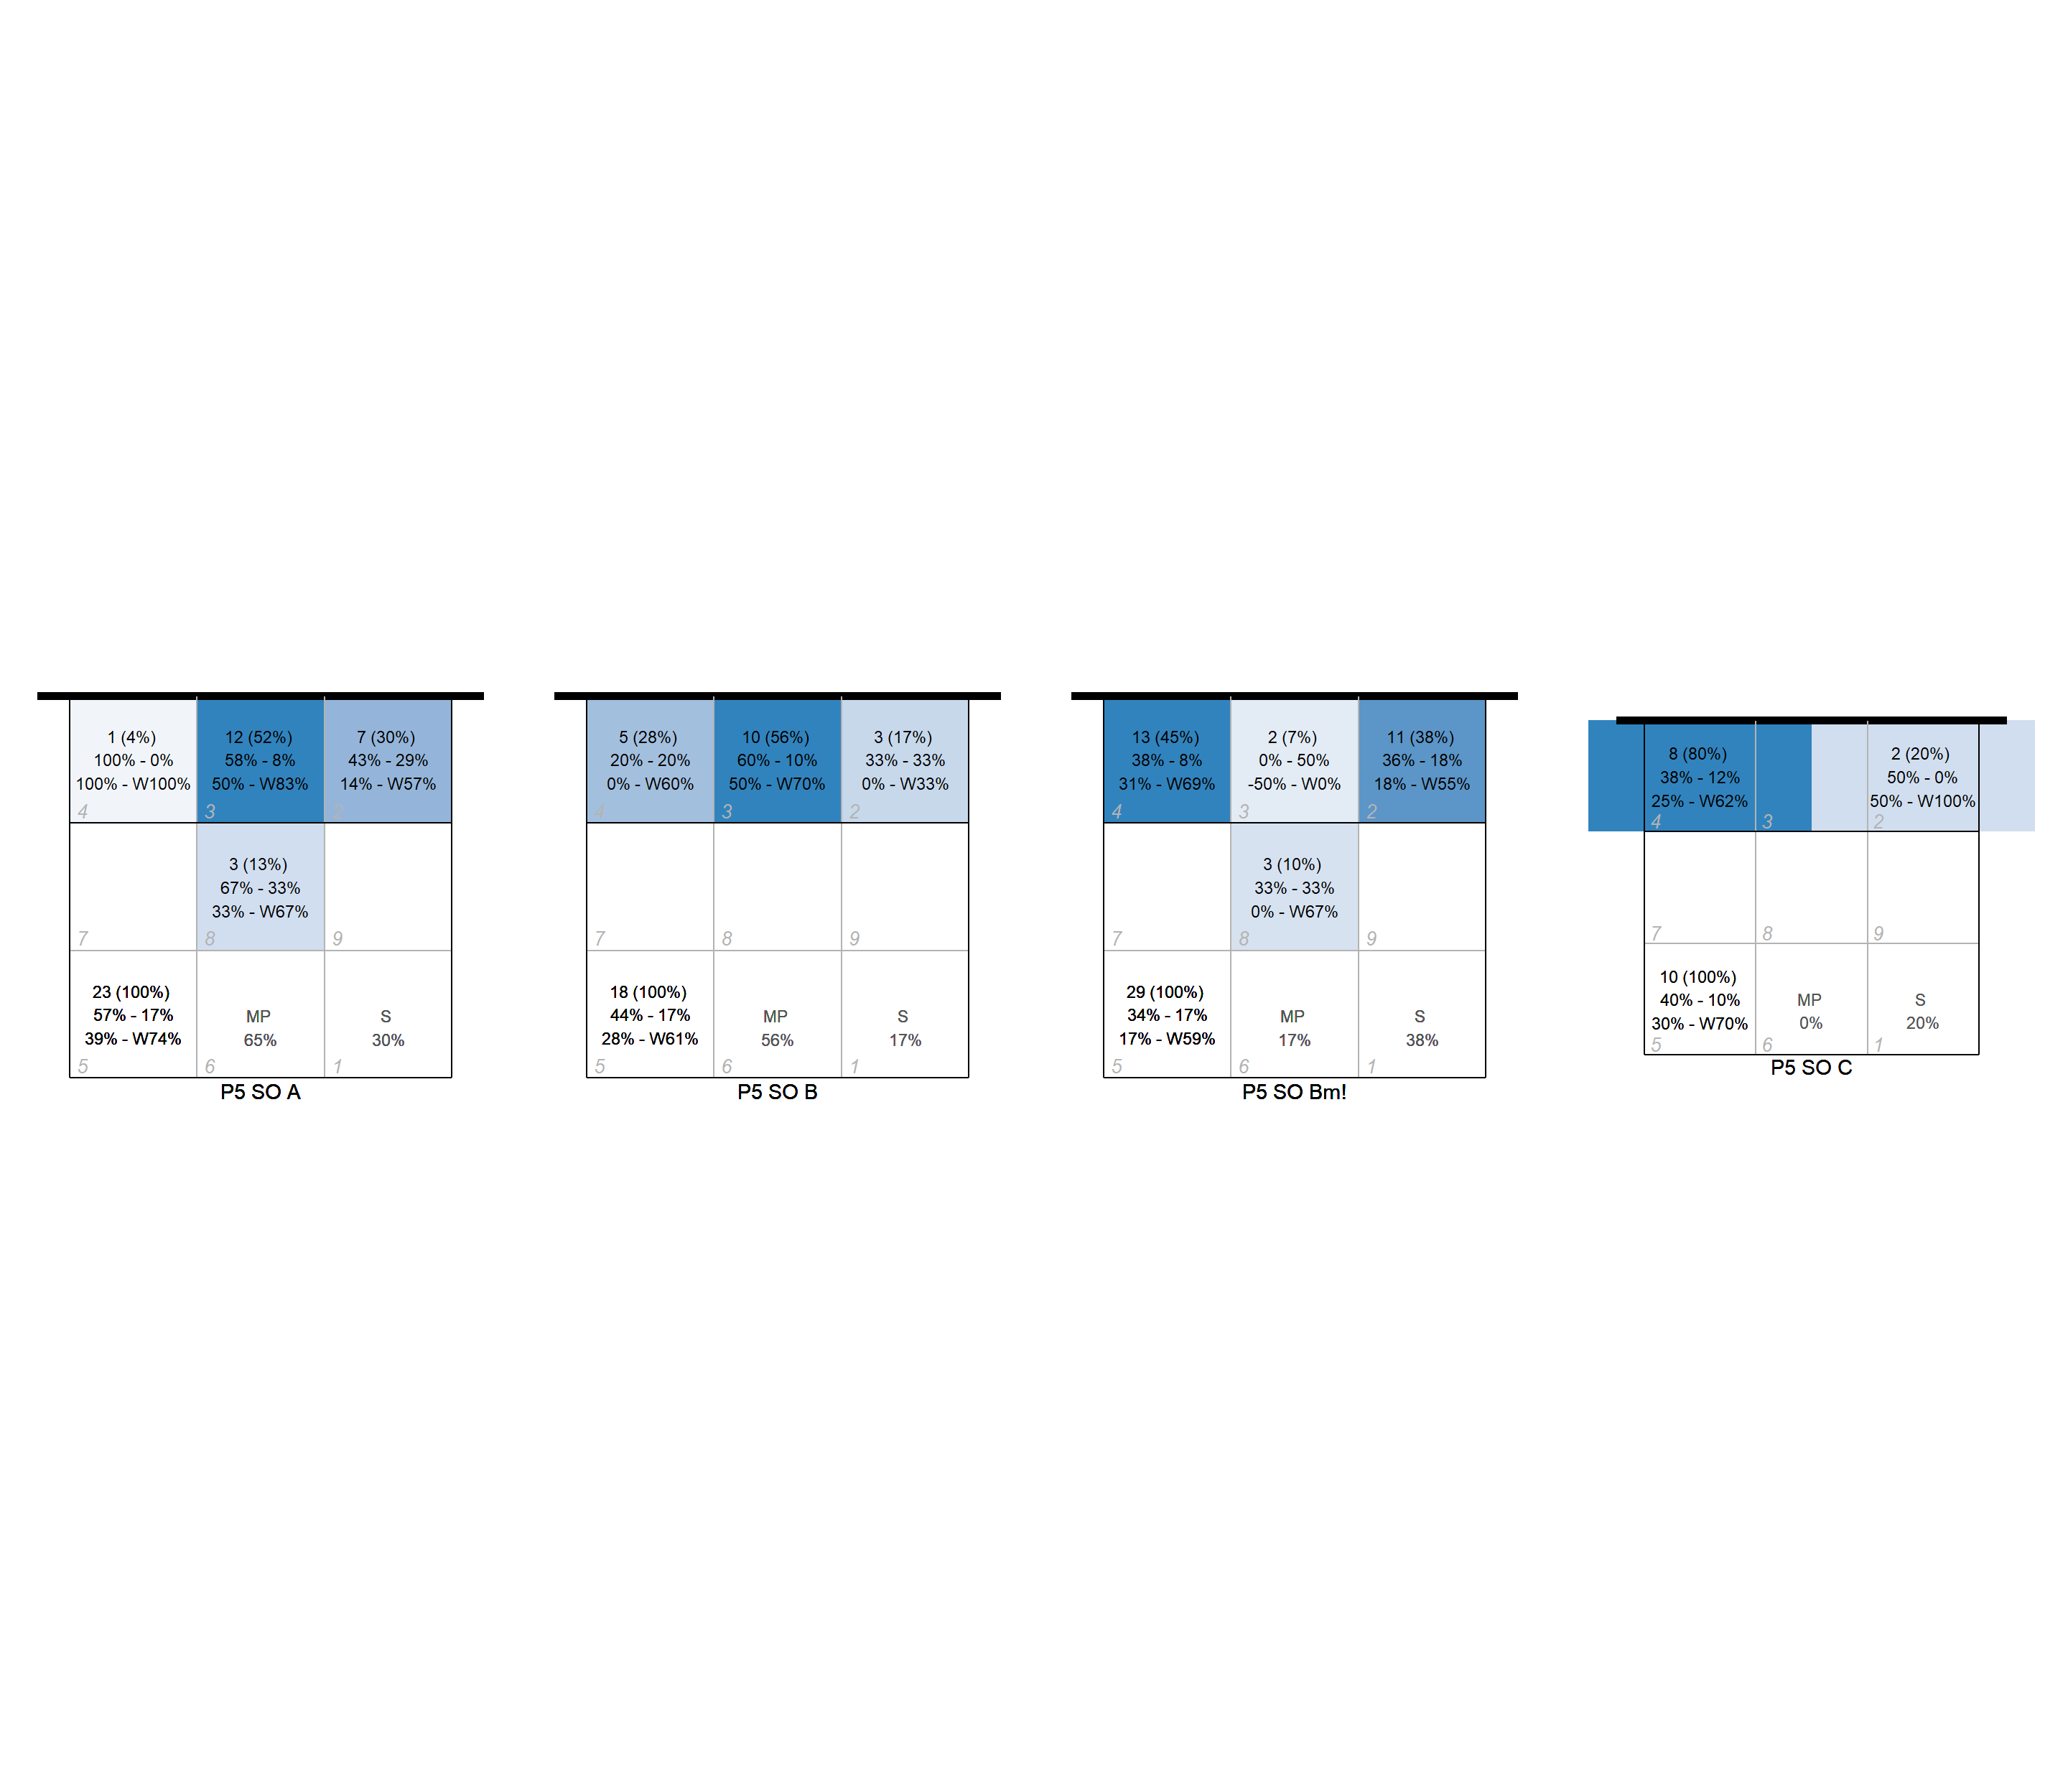 1 (4%)
100% - 0%
100% - W100%
4
12 (52%)
58% - 8%
50% - W83%
3
7 (30%)
43% - 29%
14% - W57%
2
7
3 (13%)
67% - 33%
33% - W67%
8
9
23 (100%)
57% - 17%
39% - W74%
5
MP
65%
6
S
30%
1
P5 SO A
5 (28%)
20% - 20%
0% - W60%
4
10 (56%)
60% - 10%
50% - W70%
3
3 (17%)
33% - 33%
0% - W33%
2
7
8
9
18 (100%)
44% - 17%
28% - W61%
5
MP
56%
6
S
17%
1
P5 SO B
13 (45%)
38% - 8%
31% - W69%
4
2 (7%)
0% - 50%
-50% - W0%
3
11 (38%)
36% - 18%
18% - W55%
2
7
3 (10%)
33% - 33%
0% - W67%
8
9
29 (100%)
34% - 17%
17% - W59%
5
MP
17%
6
S
38%
1
P5 SO Bm!
8 (80%)
38% - 12%
25% - W62%
4
3
2 (20%)
50% - 0%
50% - W100%
2
7
8
9
10 (100%)
40% - 10%
30% - W70%
5
MP
0%
6
S
20%
1
P5 SO C